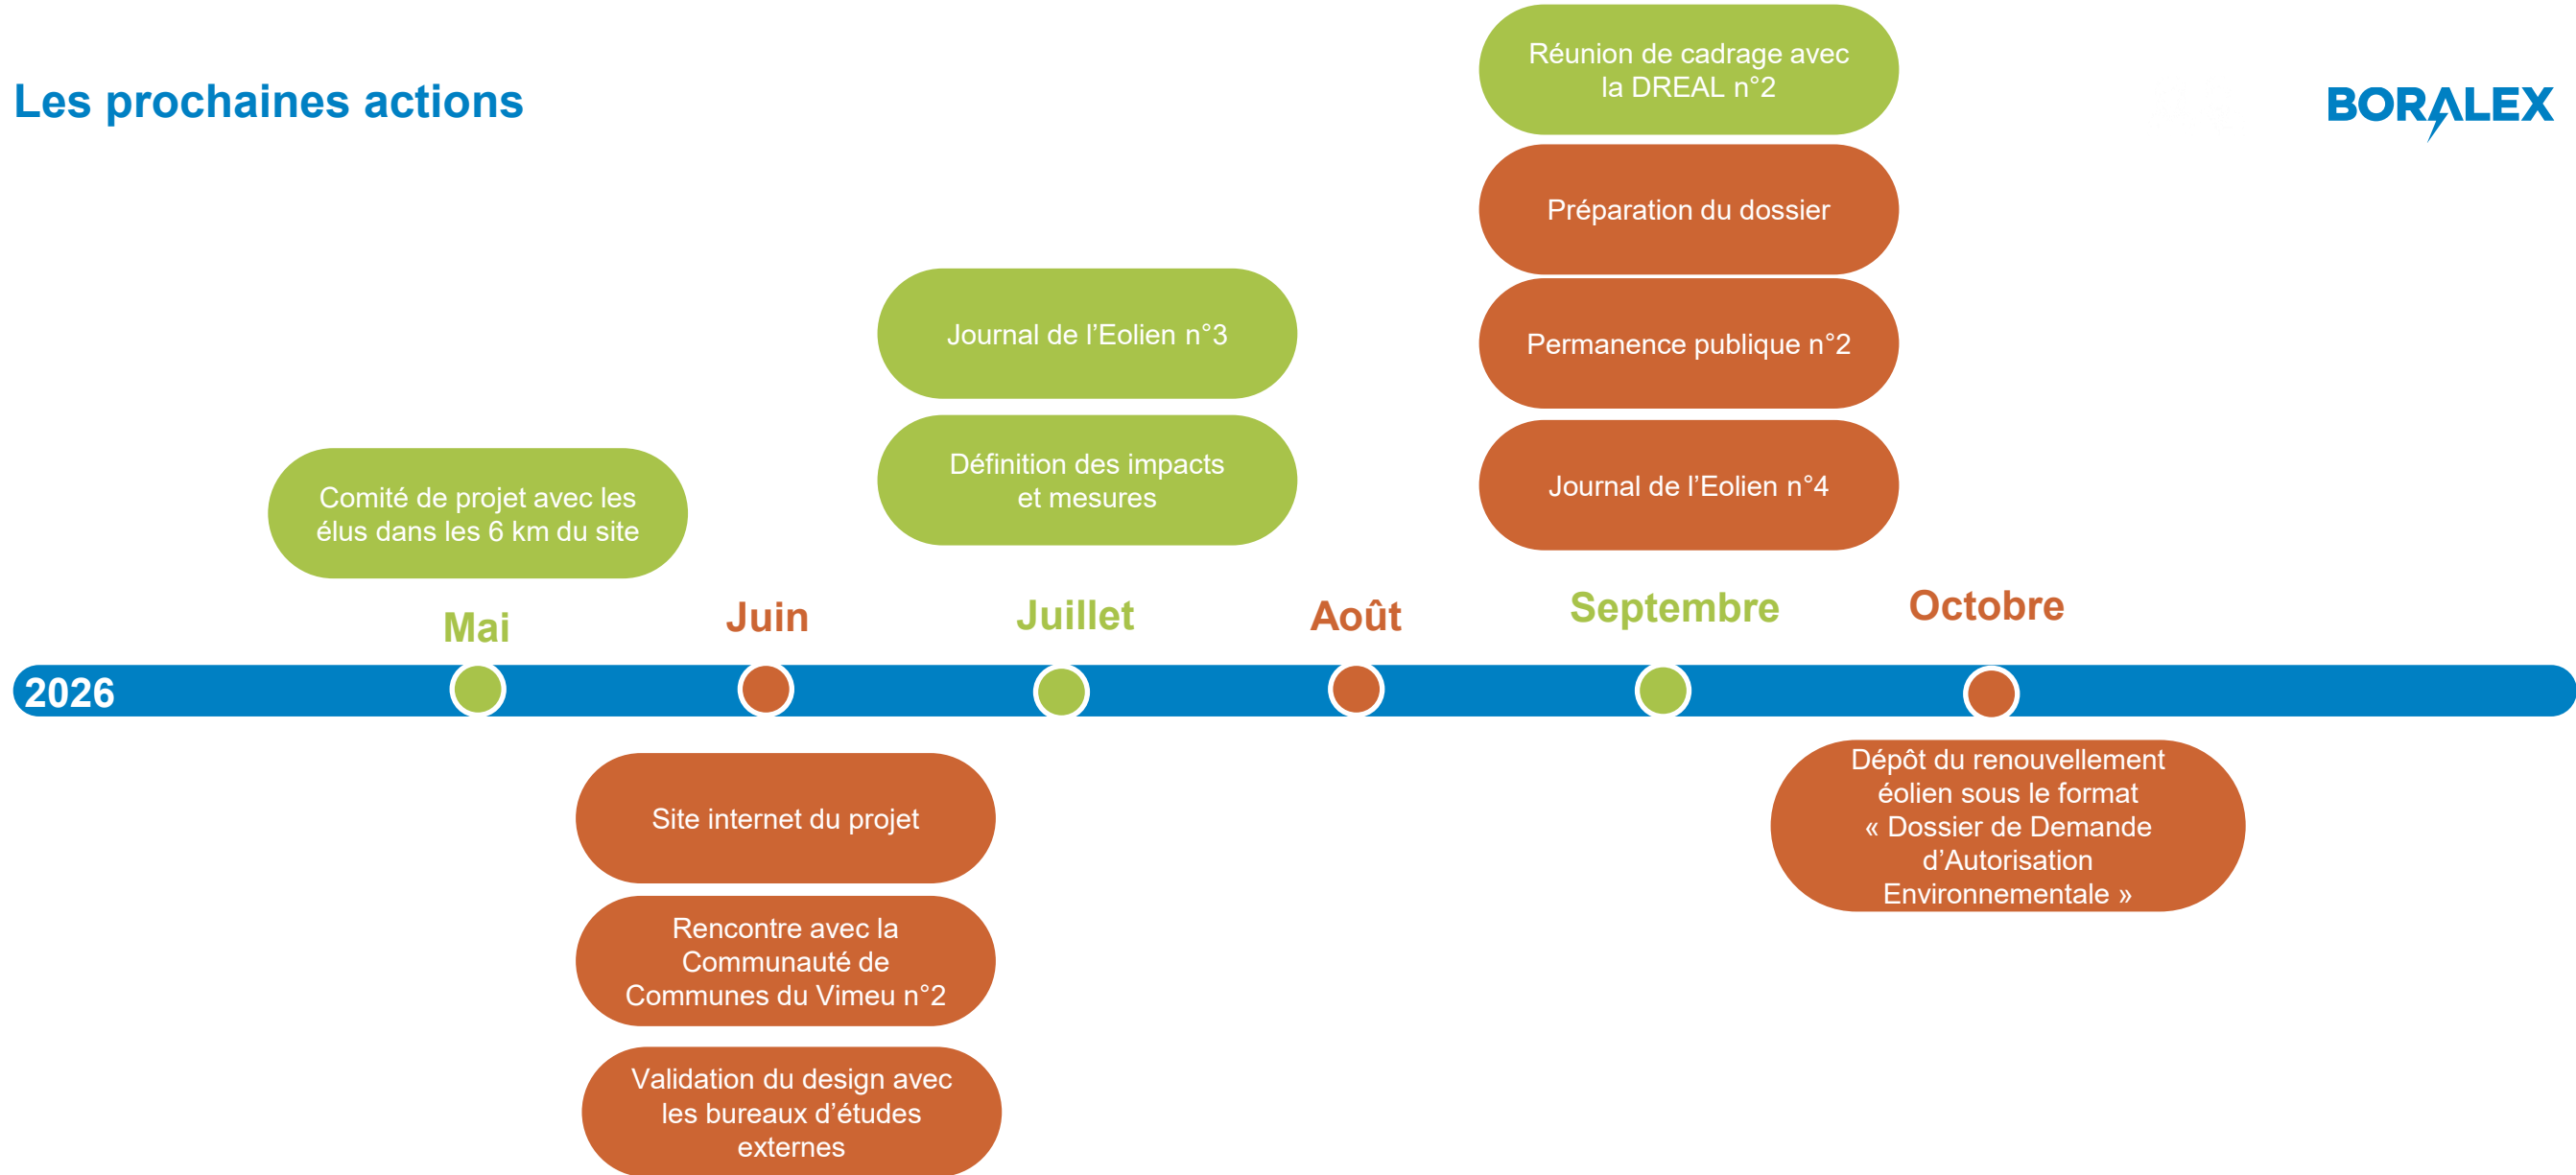 Les prochaines actions
BORALEX
Réunion de cadrage avec
la DREAL n°2
Préparation du dossier
Permanence publique n°2
Journal de l’Eolien n°4
Journal de l’Eolien n°3
Définition des impacts
et mesures
Comité de projet avec les
élus dans les 6 km du site
Mai
Juin
Juillet
Août
Septembre
Octobre
2026
Site internet du projet
Rencontre avec la
Communauté de
Communes du Vimeu n°2
Validation du design avec
les bureaux d’études
externes
Dépôt du renouvellement
éolien sous le format
« Dossier de Demande
d’Autorisation
Environnementale »